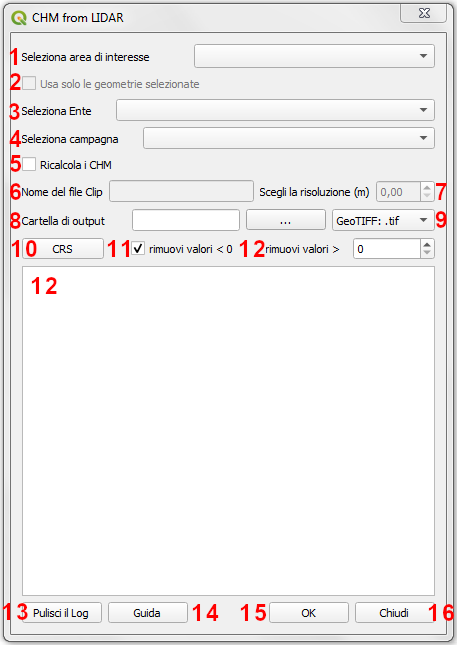 CHM from LIDAR
1 Seleziona area di interesse
2 Usa solo le geometrie selezionate
3 Seleziona Ente
4 Seleziona campagna
5 Ricalcola i CHM
6 Nome del file Clip Scegli la risoluzione (m) 0,00 7
8 Cartella di output ... GeoTIFF: .tif 9
10 CRS 11 rimuovi valori < 0 12 rimuovi valori > 0
12
13 Pulisci il Log Guida 14 15 OK Chiudi 16